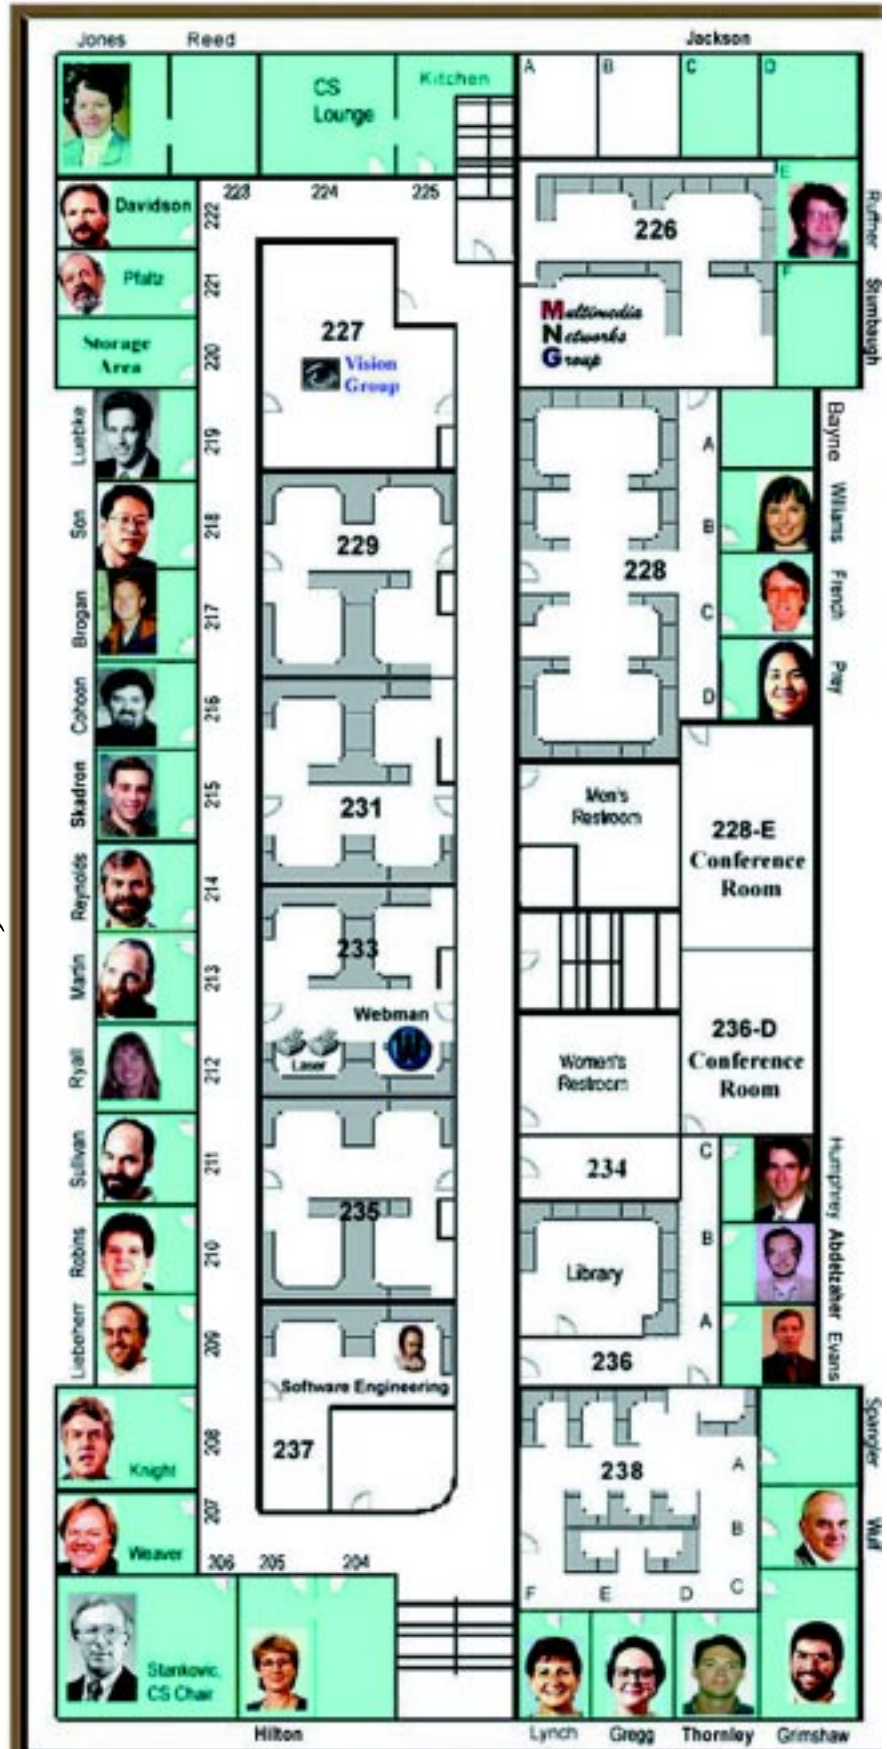 Jones Reed Jackson
A B C D
CS
Lounge
Kitchen
223 224 225
Davidson
222
E
Ruffner
226
Pfaltz
221
F
Stumbaugh
Multimedia
Networks
Group
227
Vision
Group
Storage
Area
220
Luebke
219
A
Bayne
Son
218
229
B
Williams
228
Brogan
217
C
French
Cohoon
216
D
Prey
Skadron
215
231
Men's
Restroom
228-E
Conference
Room
Reynolds
214
Martin
213
233
Webman
W
Laser
236-D
Conference
Room
Ryall
212
Women's
Restroom
Sullivan
211
234
C
Humphrey
235
Robins
210
Library
B
Abdelzaher
Liebeherr
209
A
Evans
236
Software Engineering
Knight
208
237
238
A
Spangler
Weaver
207
B
Wulf
206 205 204
F E D C
Stankovic,
CS Chair
Hilton
Lynch Gregg Thornley Grimshaw